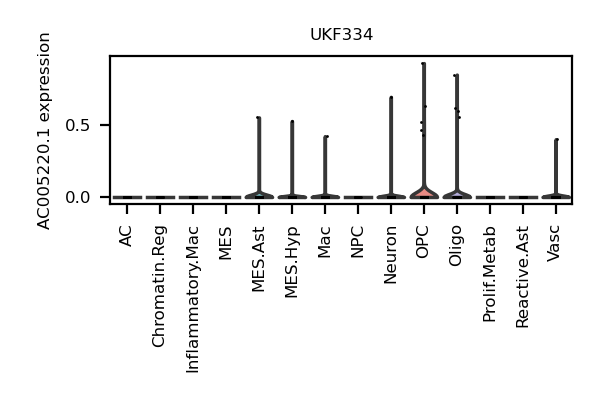 UKF334
AC005220.1 expression
0.5
0.0
AC
Chromatin.Reg
Inflammatory.Mac
MES
MES.Ast
MES.Hyp
Mac
NPC
Neuron
OPC
Oligo
Prolif.Metab
Reactive.Ast
Vasc